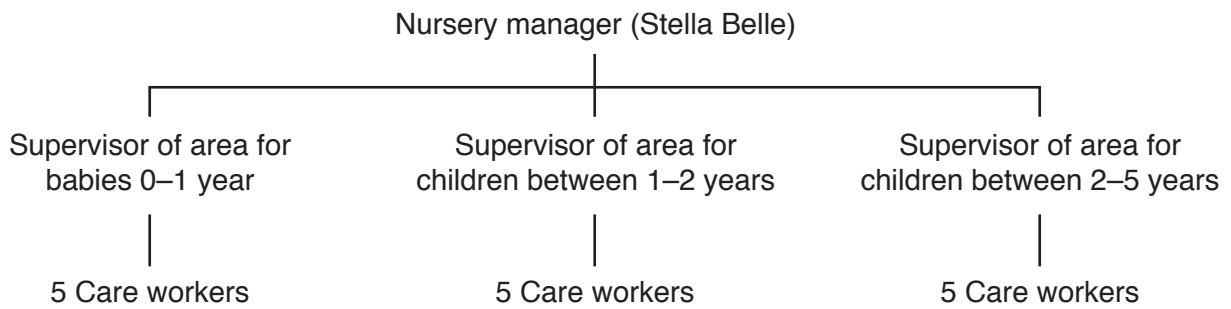 Nursery manager (Stella Belle)
Supervisor of area for
babies 0–1 year
Supervisor of area for
children between 1–2 years
Supervisor of area for
children between 2–5 years
5 Care workers
5 Care workers
5 Care workers